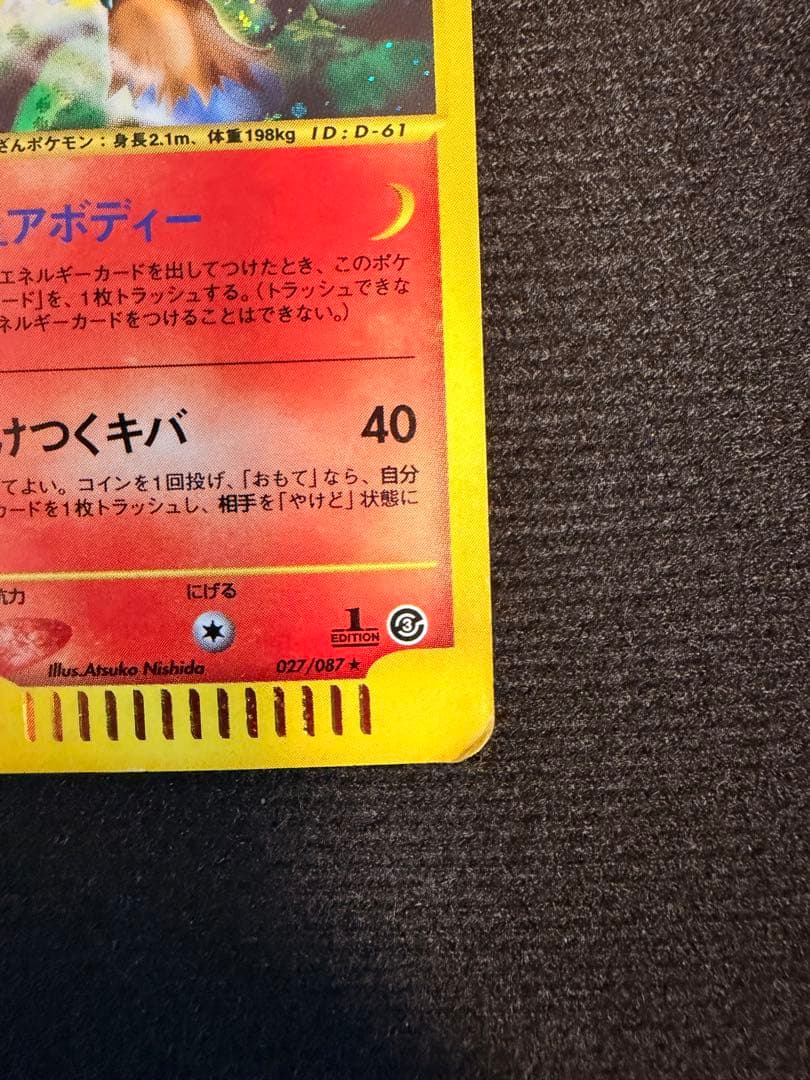 ざんポケモン：身長2.1m、体重198kg ID:D-61
アボディー
エネルギーカードを出してつけたとき、このポケ
ード」を、1枚トラッシュする。（トラッシュできな
ネルギーカードをつけることはできない。）
けつくキバ 40
てよい。コインを1回投げ、「おもて」なら、自分
カードを1枚トラッシュし、相手を「やけど」状態に
抗力 にげる
1 EDITION 3
Illus.Atsuko Nishida 027/087★